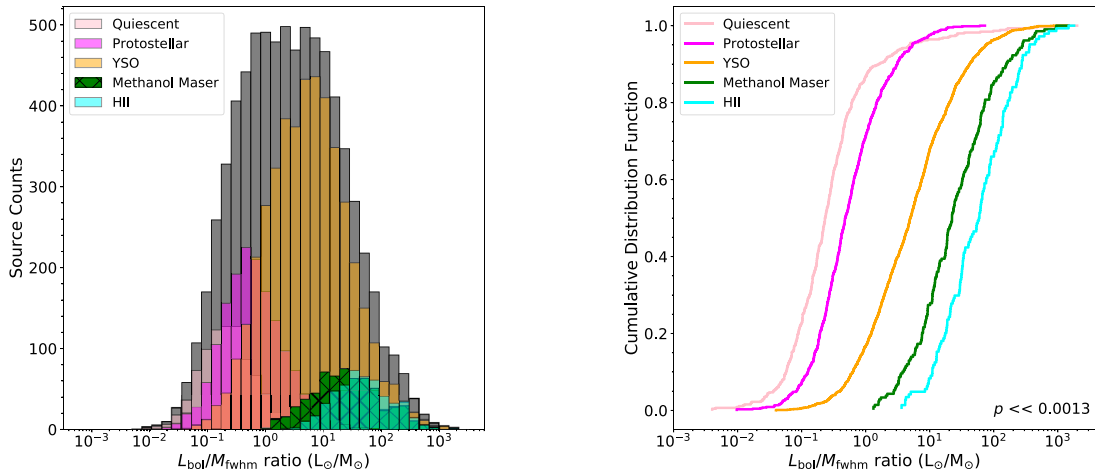 Quiescent
Protostellar
YSO
Methanol Maser
HII
500
400
300
200
100
0
Source Counts
10⁻³ 10⁻² 10⁻¹ 10⁰ 10¹ 10² 10³
L_bol/M_fwhm ratio (L⊙/M⊙)
Quiescent
Protostellar
YSO
Methanol Maser
HII
1.0
0.8
0.6
0.4
0.2
0.0
Cumulative Distribution Function
p << 0.0013
10⁻³ 10⁻² 10⁻¹ 10⁰ 10¹ 10² 10³
L_bol/M_fwhm ratio (L⊙/M⊙)